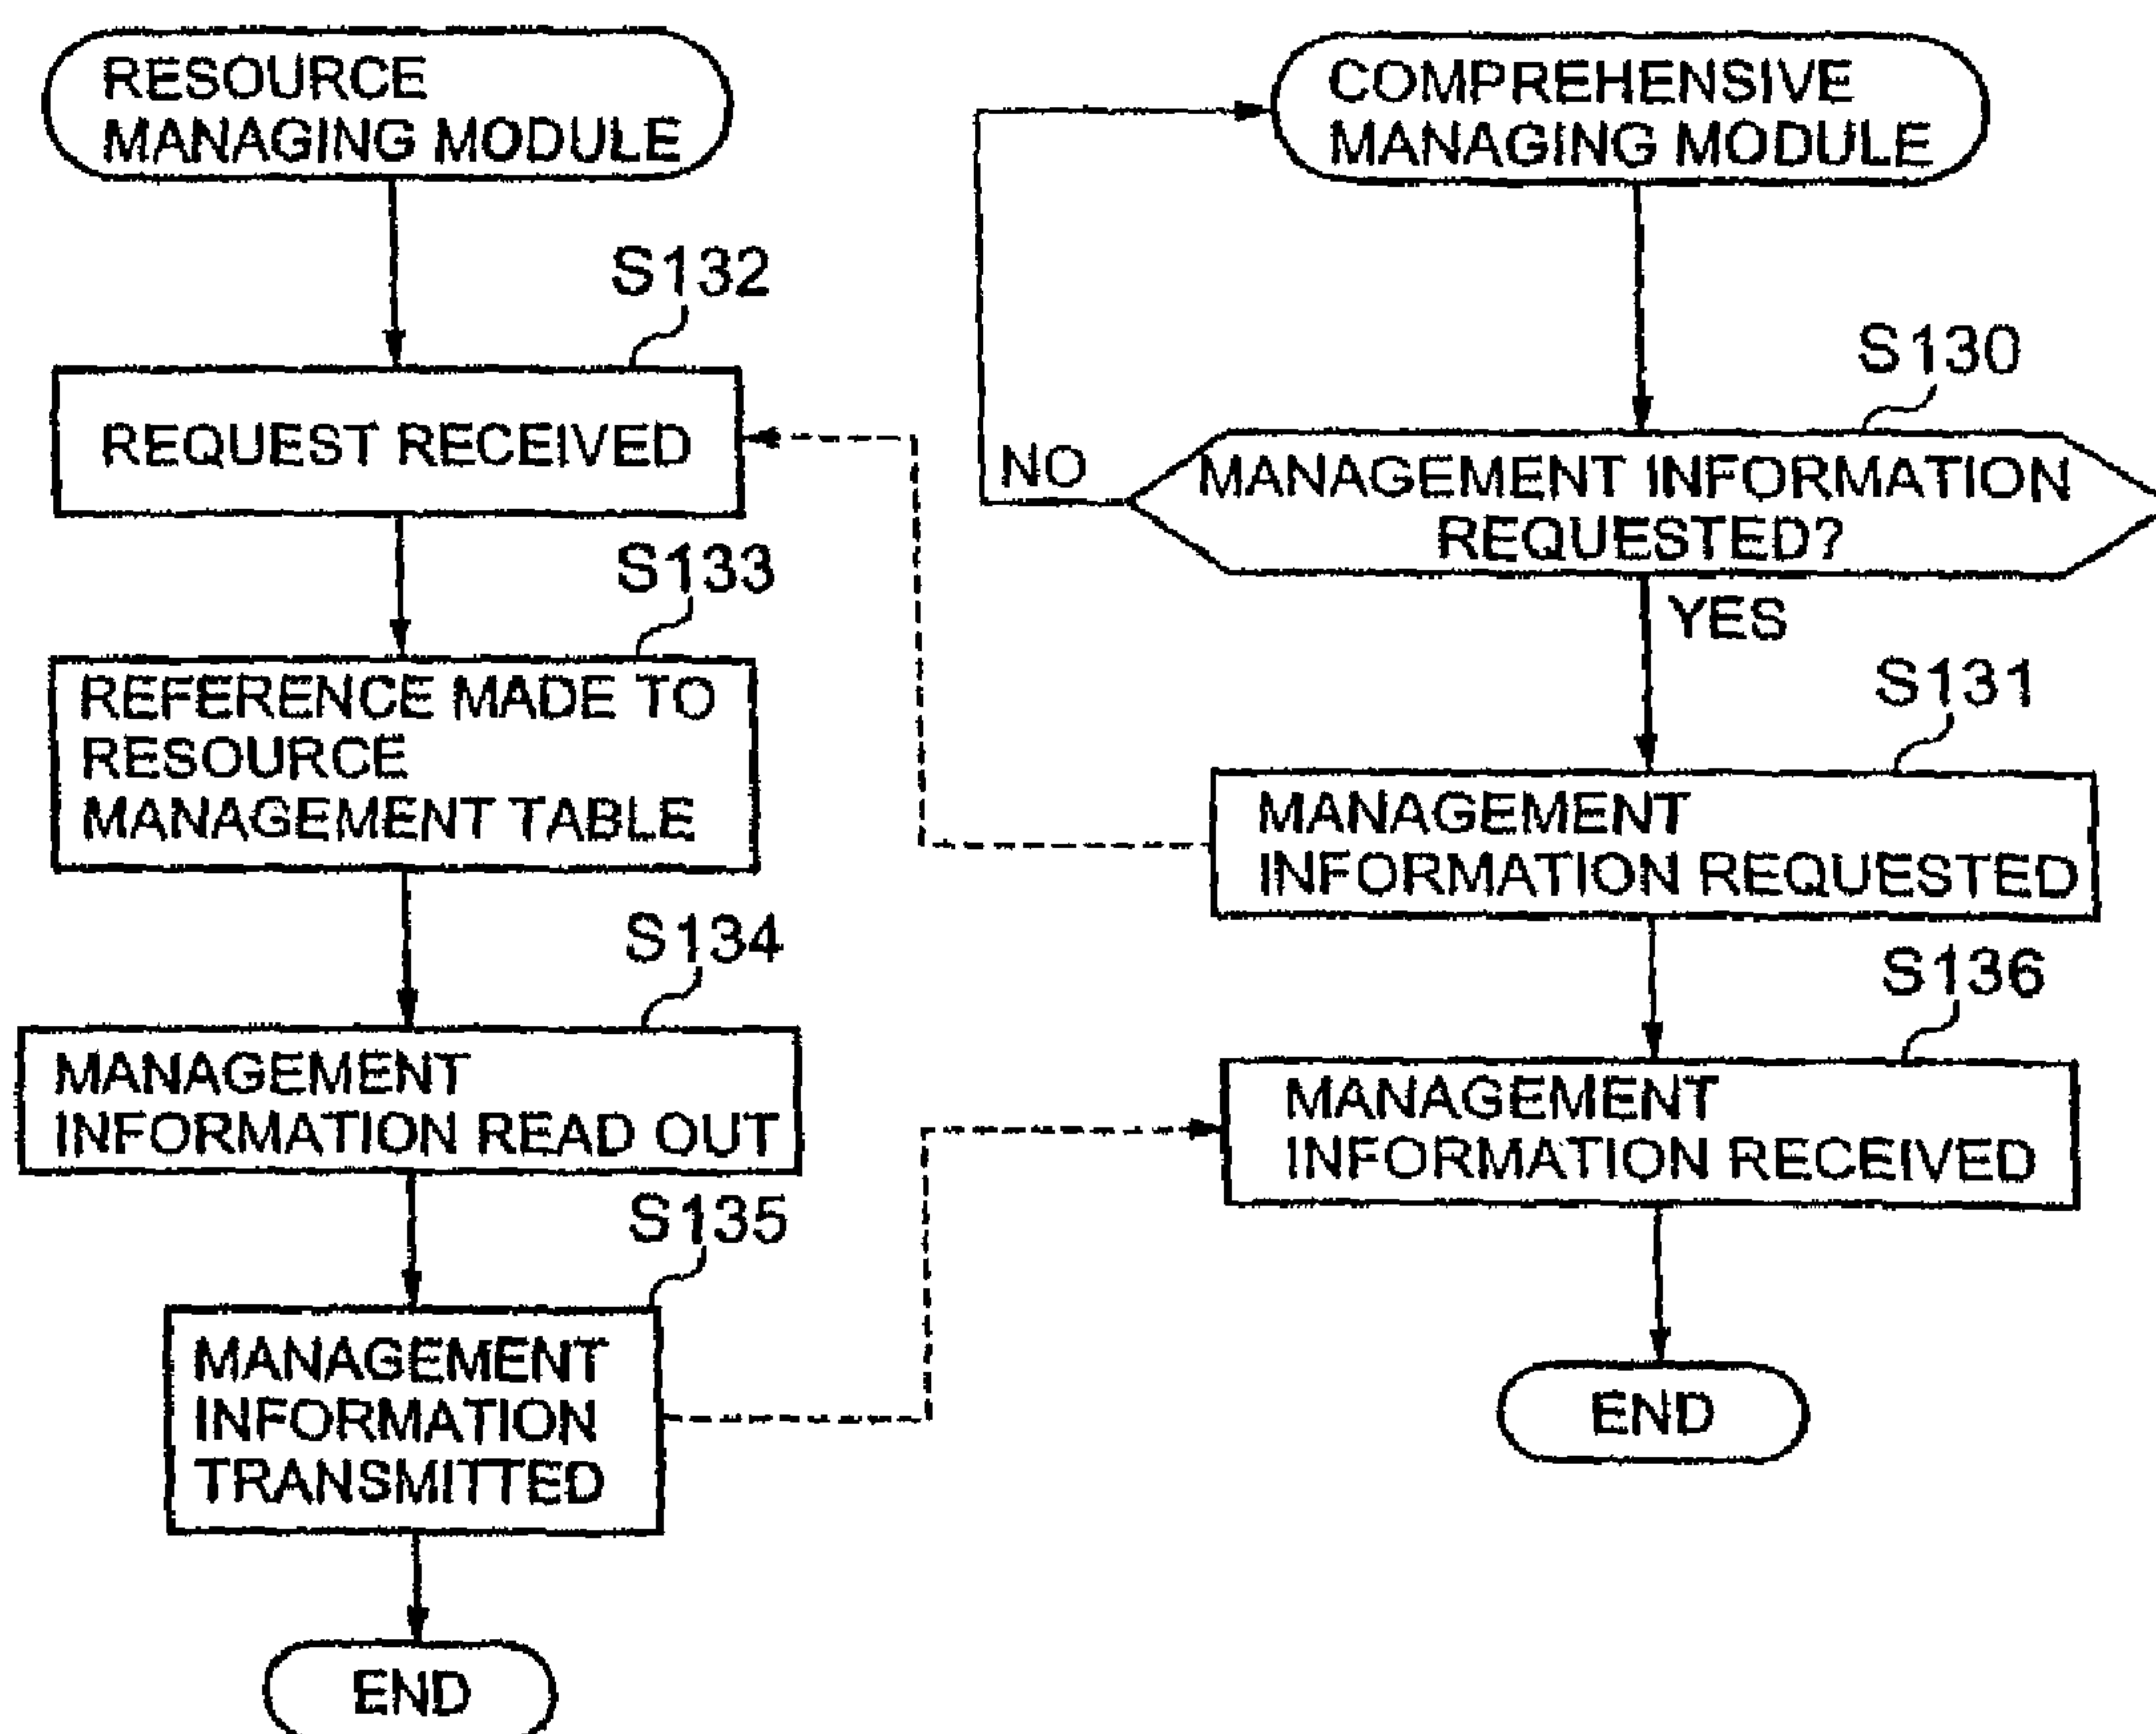 RESOURCE
MANAGING MODULE
S132
REQUEST RECEIVED
S133
REFERENCE MADE TO
RESOURCE
MANAGEMENT TABLE
S134
MANAGEMENT
INFORMATION READ OUT
S135
MANAGEMENT
INFORMATION
TRANSMITTED
END
COMPREHENSIVE
MANAGING MODULE
S130
NO
MANAGEMENT INFORMATION
REQUESTED?
YES
S131
MANAGEMENT
INFORMATION REQUESTED
S136
MANAGEMENT
INFORMATION RECEIVED
END